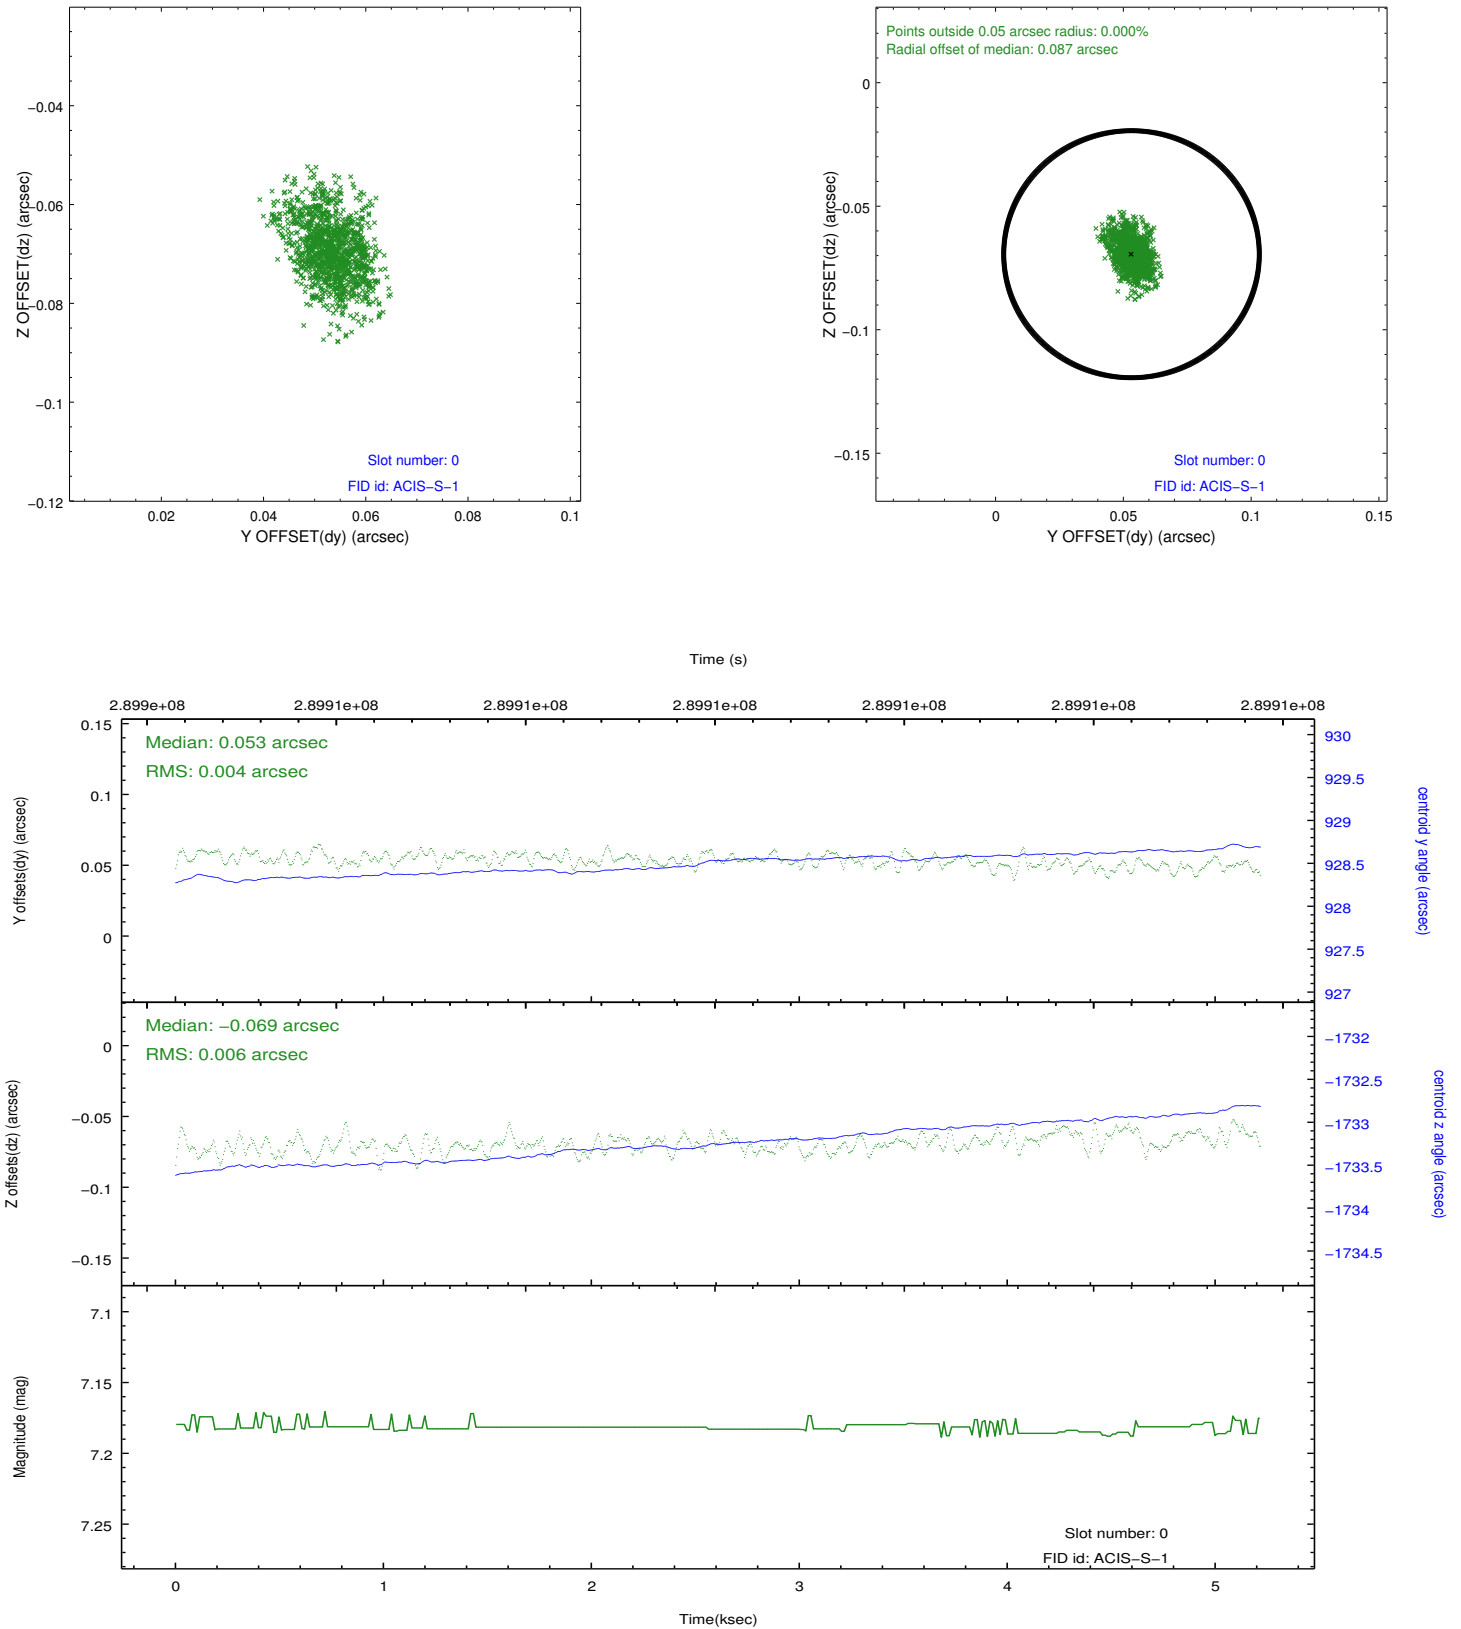 −0.04
−0.06
−0.08
−0.1
−0.12
Z OFFSET(dz) (arcsec)
Slot number: 0
FID id: ACIS−S−1
0.02 0.04 0.06 0.08 0.1
Y OFFSET(dy) (arcsec)
Points outside 0.05 arcsec radius: 0.000%
Radial offset of median: 0.087 arcsec
0
−0.05
−0.1
−0.15
Z OFFSET(dz) (arcsec)
Slot number: 0
FID id: ACIS−S−1
0 0.05 0.1 0.15
Y OFFSET(dy) (arcsec)
Time (s)
2.899e+08 2.8991e+08 2.8991e+08 2.8991e+08 2.8991e+08 2.8991e+08 2.8991e+08
Median: 0.053 arcsec
RMS: 0.004 arcsec
0.15
0.1
0.05
0
Y offsets(dy) (arcsec)
930
929.5
929
928.5
928
927.5
927
centroid y angle (arcsec)
Median: −0.069 arcsec
RMS: 0.006 arcsec
0
−0.05
−0.1
−0.15
Z offsets(dz) (arcsec)
−1732
−1732.5
−1733
−1733.5
−1734
−1734.5
centroid z angle (arcsec)
7.1
7.15
7.2
7.25
Magnitude (mag)
Slot number: 0
FID id: ACIS−S−1
0 1 2 3 4 5
Time(ksec)